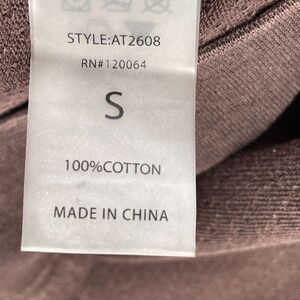 STYLE:AT2608
RN#120064
S
100%COTTON
MADE IN CHINA